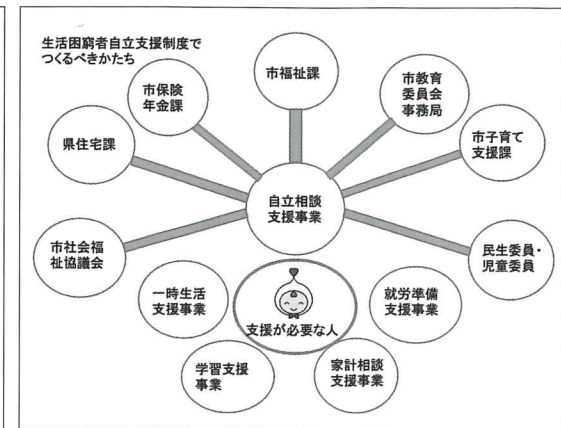 生活困窮者自立支援制度で
つくるべきかたち
市福祉課
市保険
年金課
市教育
委員会
事務局
県住宅課
市子育て
支援課
自立相談
支援事業
市社会福
祉協議会
民生委員・
児童委員
一時生活
支援事業
就労準備
支援事業
支援が必要な人
学習支援
事業
家計相談
支援事業